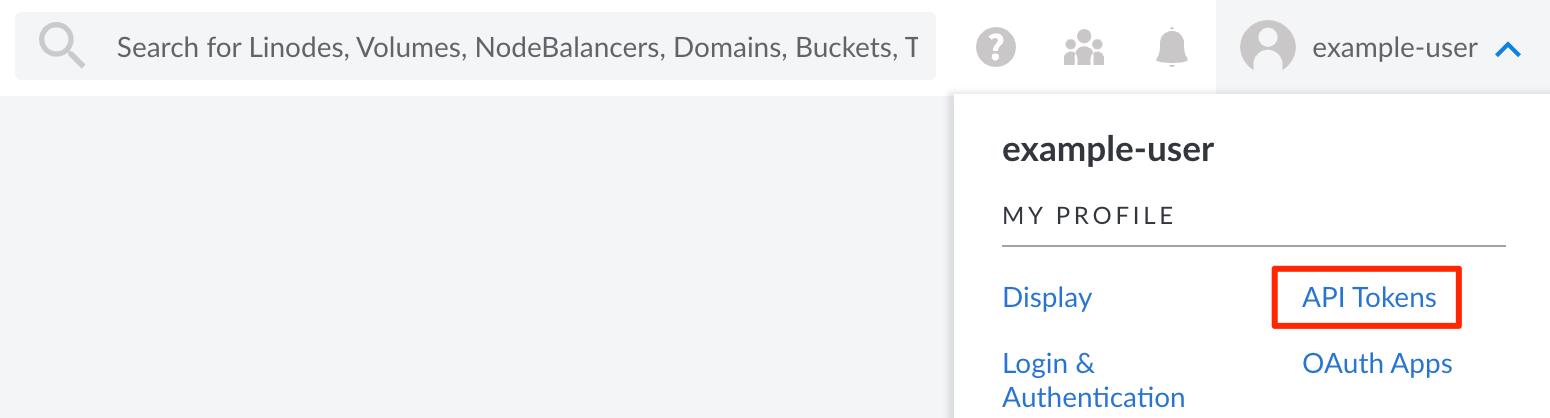 Search for Linodes, Volumes, NodeBalancers, Domains, Buckets, T
example-user
example-user
MY PROFILE
Display
API Tokens
Login &
Authentication
OAuth Apps